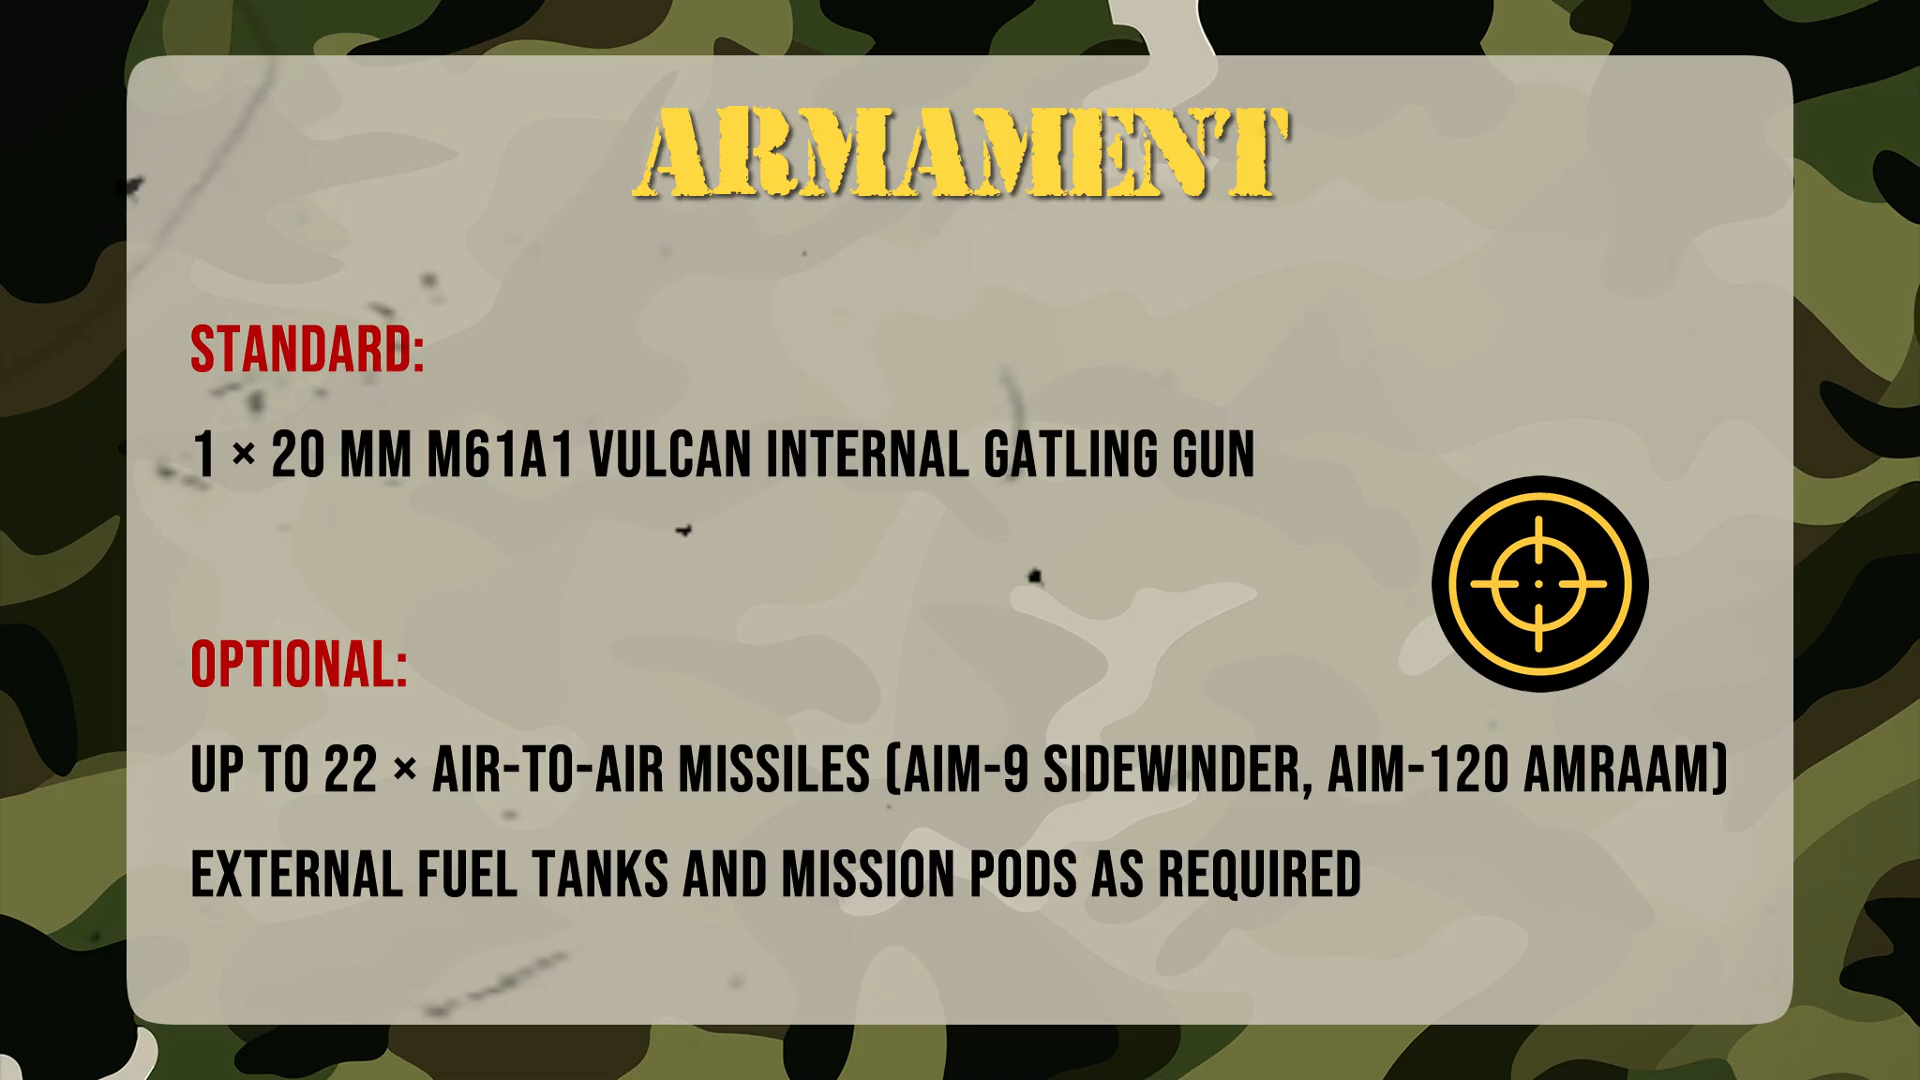 ARMAMENT
STANDARD:
1 × 20 MM M61A1 VULCAN INTERNAL GATLING GUN
OPTIONAL:
UP TO 22 × AIR-TO-AIR MISSILES (AIM-9 SIDEWINDER, AIM-120 AMRAAM)
EXTERNAL FUEL TANKS AND MISSION PODS AS REQUIRED